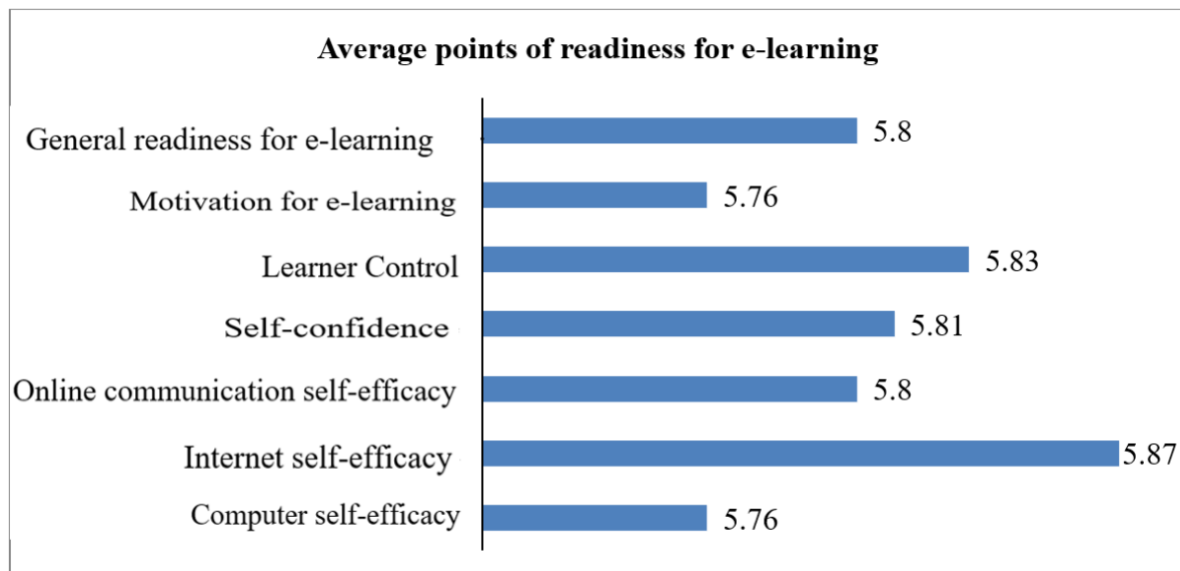 Average points of readiness for e-learning
General readiness for e-learning 5.8
Motivation for e-learning 5.76
Learner Control 5.83
Self-confidence 5.81
Online communication self-efficacy 5.8
Internet self-efficacy 5.87
Computer self-efficacy 5.76